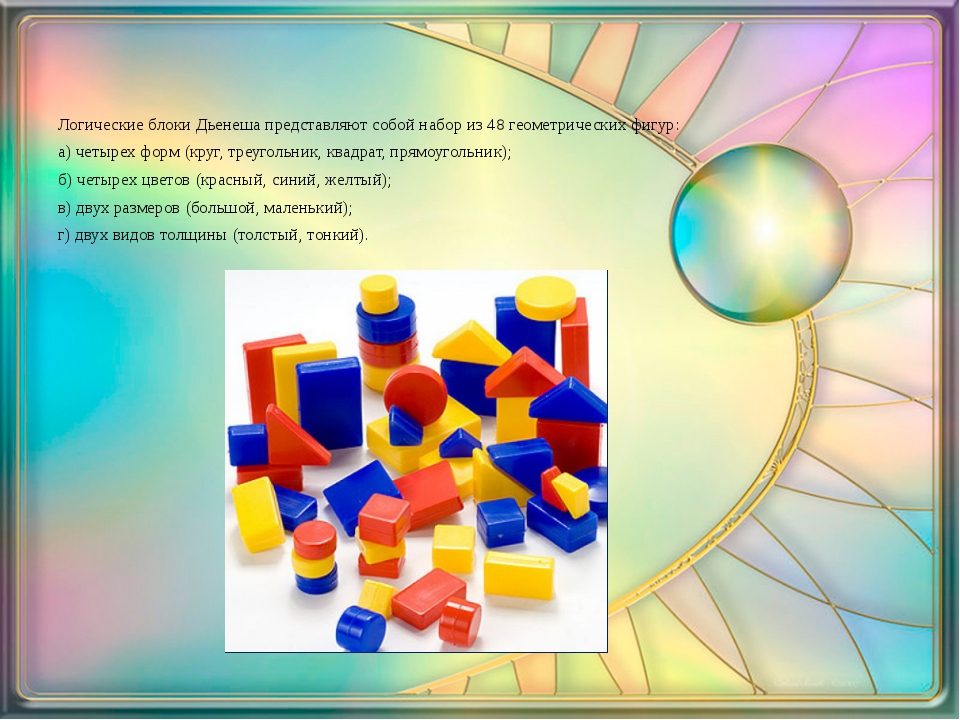 Логические блоки Дьенеша представляют собой набор из 48 геометрических фигур:
а) четырех форм (круг, треугольник, квадрат, прямоугольник);
б) четырех цветов (красный, синий, желтый);
в) двух размеров (большой, маленький);
г) двух видов толщины (толстый, тонкий).